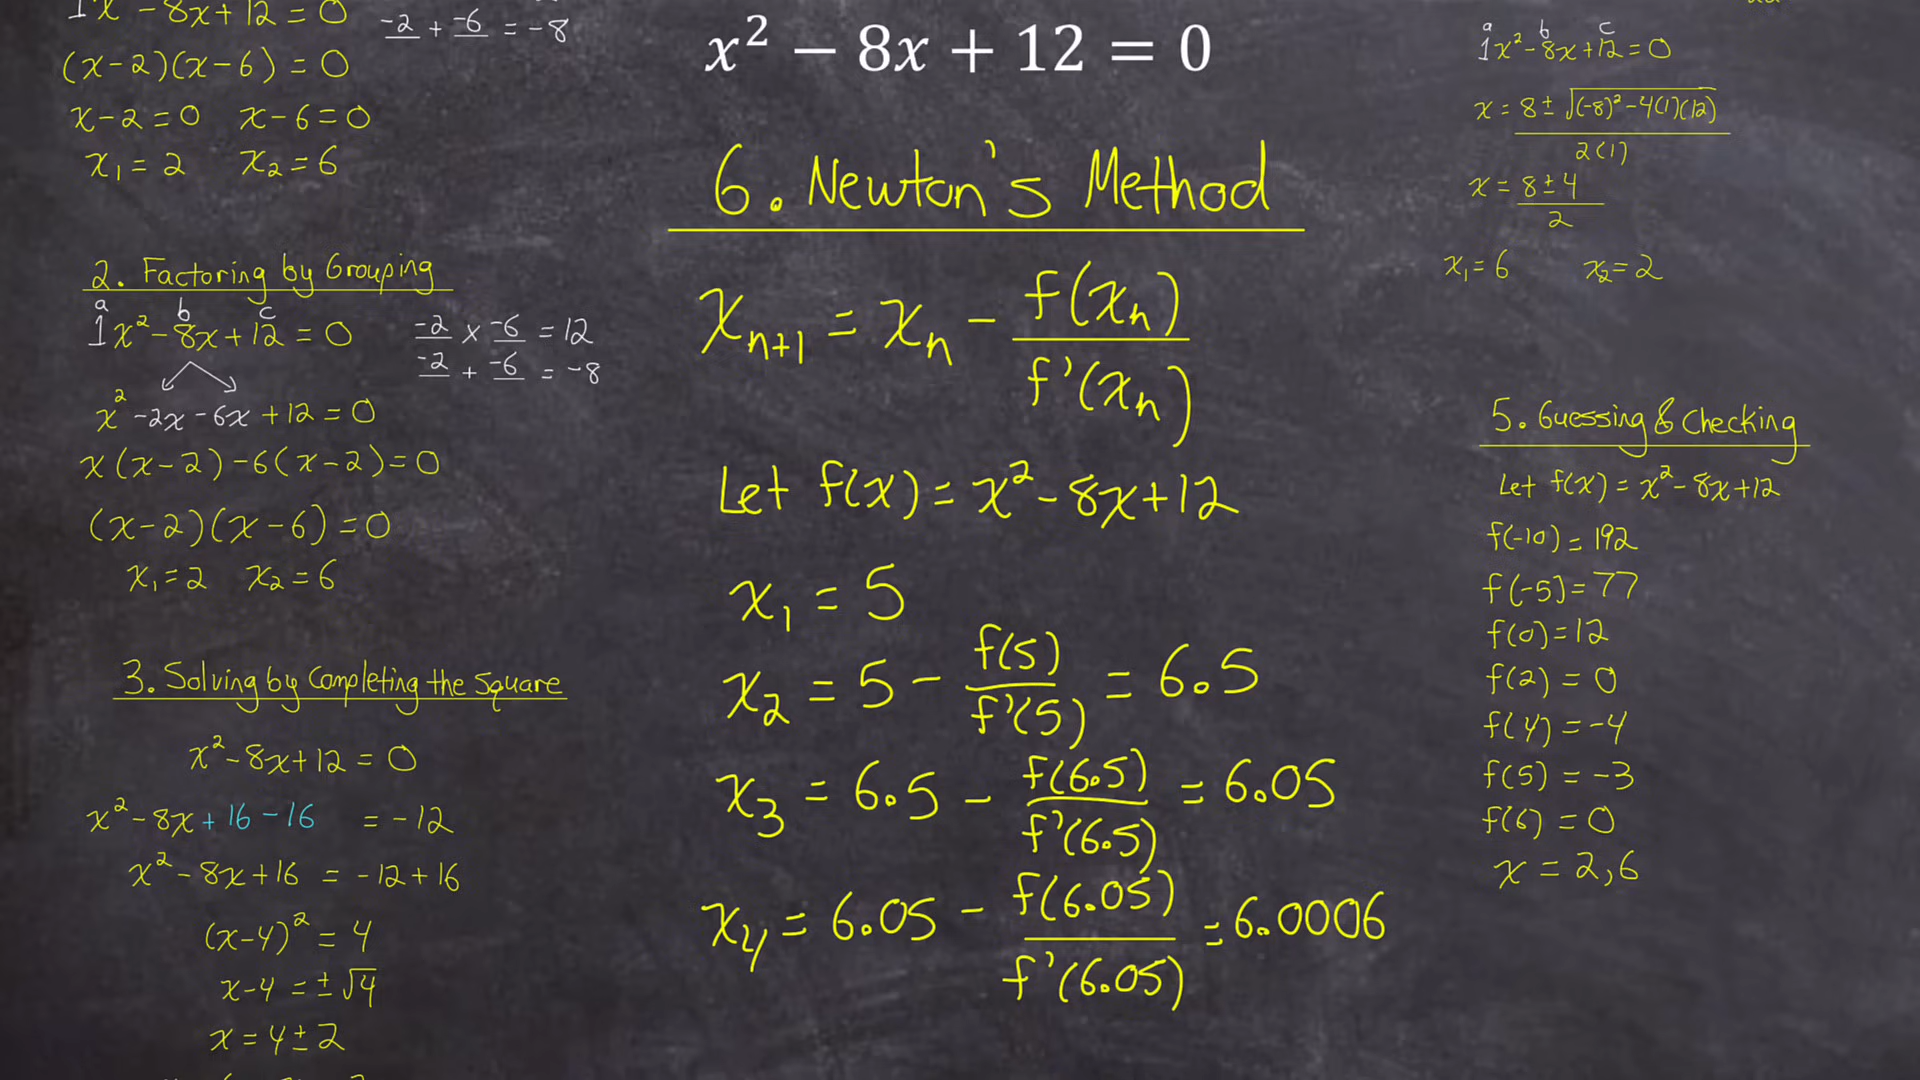 1x² - 8x + 12 = 0
-2 + -6 = -8
(x-2)(x-6) = 0
x-2=0 x-6=0
x₁ = 2 x₂ = 6
2. Factoring by Grouping
a b c
1x² - 8x + 12 = 0
-2 x -6 = 12
-2 + -6 = -8
x² -2x -6x +12 = 0
x(x-2) -6(x-2) = 0
(x-2)(x-6) = 0
x₁=2 x₂=6
3. Solving by Completing the Square
x² - 8x + 12 = 0
x² - 8x + 16 - 16 = -12
x² - 8x + 16 = -12 + 16
(x-4)² = 4
x-4 = ±√4
x = 4 ± 2
x² − 8x + 12 = 0
6. Newton's Method
xₙ₊₁ = xₙ - f(xₙ)/f'(xₙ)
Let f(x) = x² - 8x + 12
x₁ = 5
x₂ = 5 - f(5)/f'(5) = 6.5
x₃ = 6.5 - f(6.5)/f'(6.5) = 6.05
x₄ = 6.05 - f(6.05)/f'(6.05) = 6.0006
a b c
1x² - 8x + 12 = 0
x = 8 ± √(-8)² - 4(1)(12)
2(1)
x = 8 ± 4
2
x₁ = 6 x₂ = 2
5. Guessing & Checking
Let f(x) = x² - 8x + 12
f(-10) = 192
f(-5) = 77
f(0) = 12
f(2) = 0
f(4) = -4
f(5) = -3
f(6) = 0
x = 2, 6